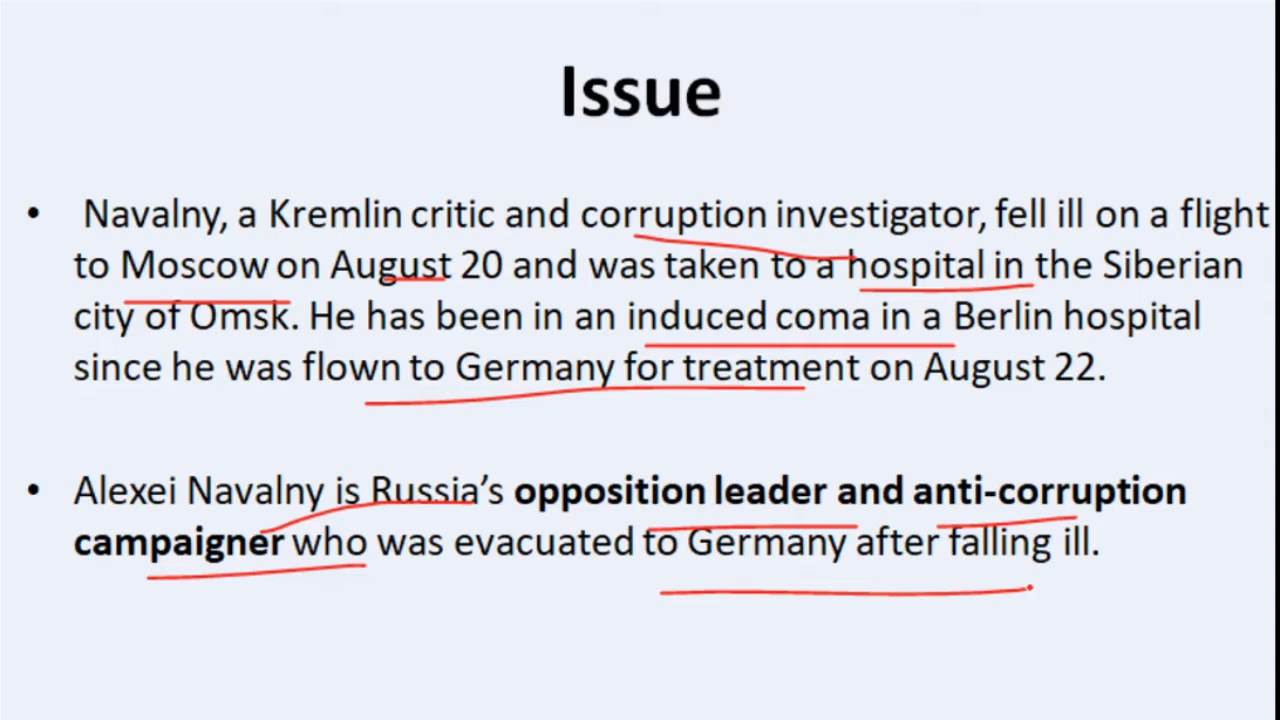 Issue
• Navalny, a Kremlin critic and corruption investigator, fell ill on a flight
to Moscow on August 20 and was taken to a hospital in the Siberian
city of Omsk. He has been in an induced coma in a Berlin hospital
since he was flown to Germany for treatment on August 22.
• Alexei Navalny is Russia's opposition leader and anti-corruption
campaigner who was evacuated to Germany after falling ill.